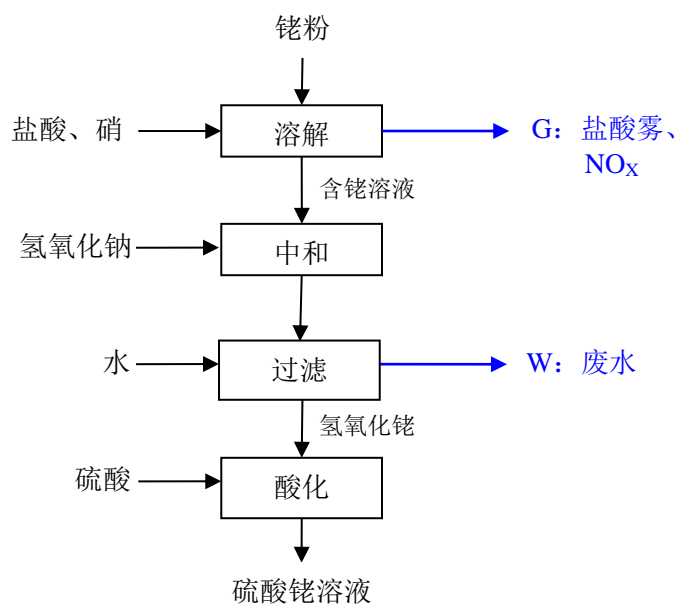 铑粉
盐酸、硝
溶解
G：盐酸雾、
NOX
含铑溶液
氢氧化钠
中和
水
过滤
W：废水
氢氧化铑
硫酸
酸化
硫酸铑溶液